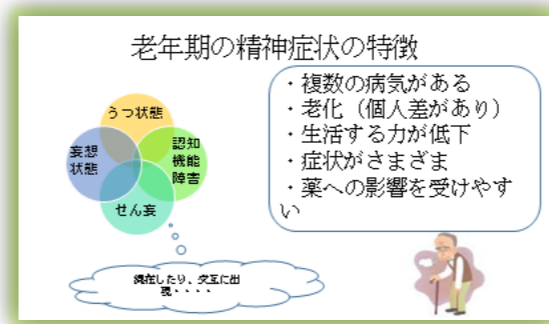 老年期の精神症状の特徴
うつ状態
妄想
状態
認知
機能
障害
せん妄
混在したり、交互に出
現・・・・
・複数の病気がある
・老化（個人差があり）
・生活する力が低下
・症状がさまざま
・薬への影響を受けやす
い